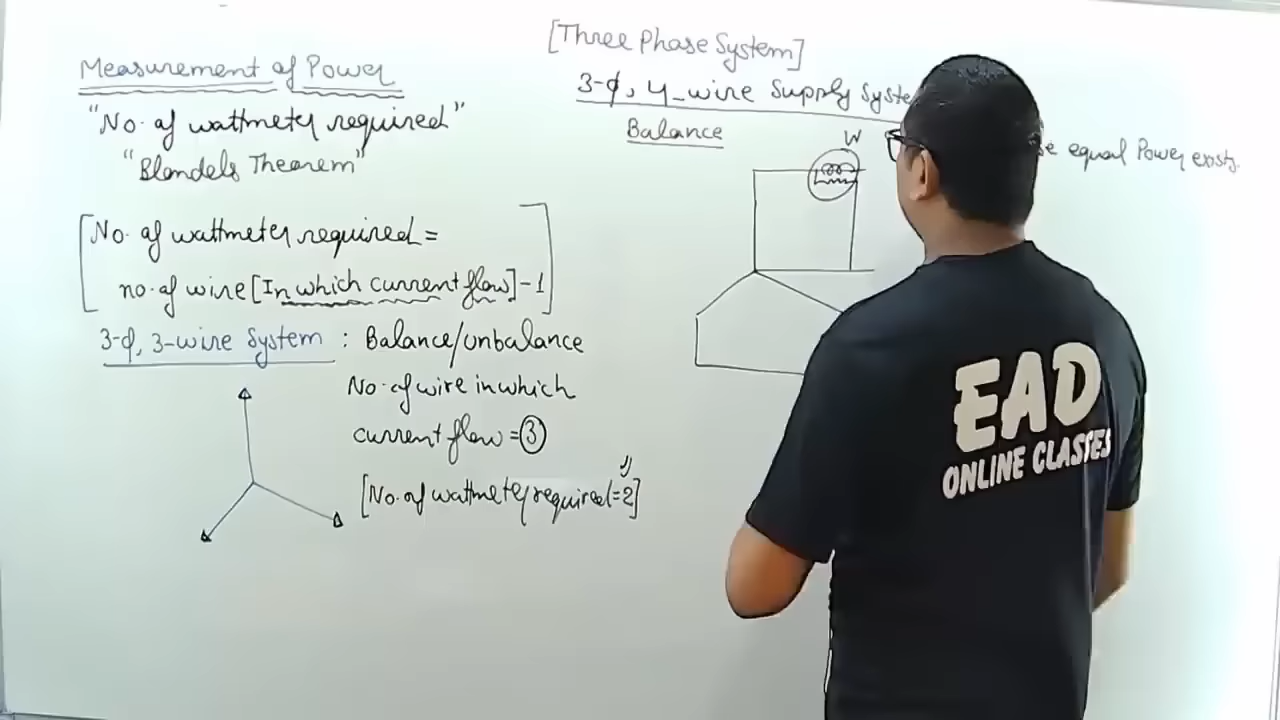 Measurement of Power
"No. of wattmeter required"
"Blondels Theorem"
[No. of wattmeter required =
no. of wire [In which current flow] - 1]
3-ϕ, 3-wire System : Balance/unbalance
No. of wire in which
current flow = 3
[No. of wattmeter required = 2]
[Three Phase System]
3-ϕ, 4-wire Supply Syste
Balance
W
equal Power exists.
EAD
ONLINE CLASSES